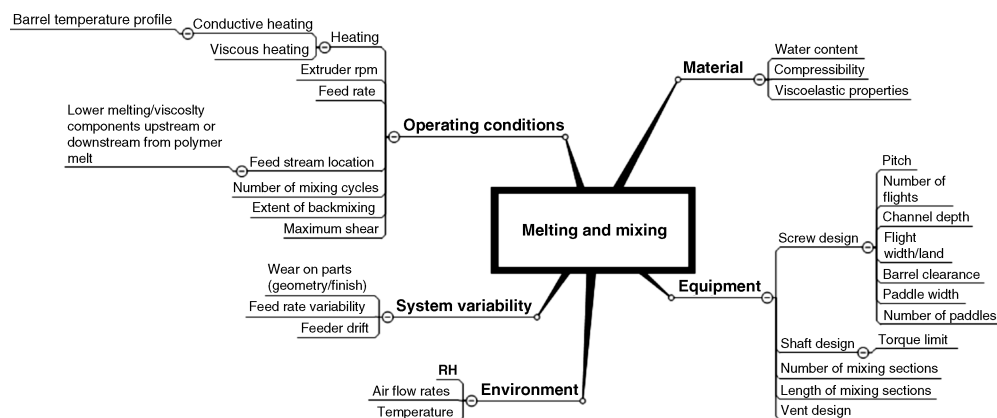 Barrel temperature profile
Conductive heating
Viscous heating
Heating
Extruder rpm
Feed rate
Lower melting/viscoslty
components upstream or
downstream from polymer
melt
Feed stream location
Number of mixing cycles
Extent of backmixing
Maximum shear
Operating conditions
Material
Water content
Compressibility
Viscoelastic properties
Melting and mixing
Wear on parts
(geometry/finish)
Feed rate variability
Feeder drift
System variability
RH
Air flow rates
Temperature
Environment
Equipment
Screw design
Pitch
Number of
flights
Channel depth
Flight
width/land
Barrel clearance
Paddle width
Number of paddles
Shaft design
Torque limit
Number of mixing sections
Length of mixing sections
Vent design